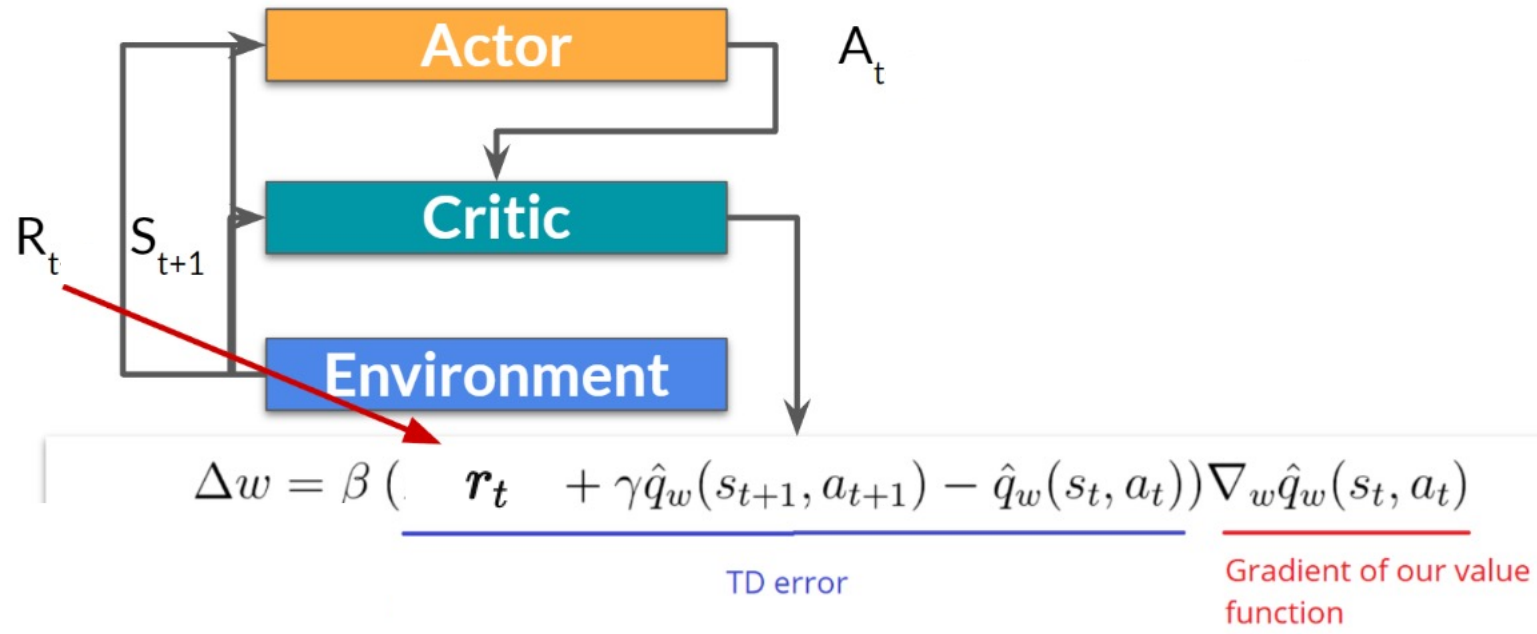 Actor
A_t
Critic
R_t
S_{t+1}
Environment
Δw = β ( r_t + γq̂_w(s_{t+1}, a_{t+1}) − q̂_w(s_t, a_t))∇_w q̂_w(s_t, a_t)
TD error
Gradient of our value
function